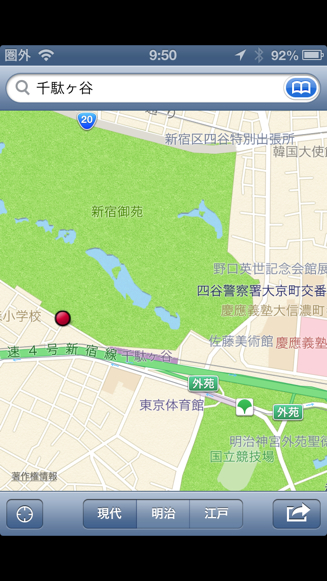 圏外
9:50
92%
千駄ヶ谷
20
通り
新宿区四谷特別出張所
韓国大使館
新宿御苑
野口英世記念会館
四谷警察署大京町交番
慶應義塾大信濃町
小学校
佐藤美術館
慶應義塾
速4号新宿線
千駄ヶ谷
外苑
東京体育館
外苑
明治神宮外苑聖徳
国立競技場
著作権情報
現代
明治
江戸